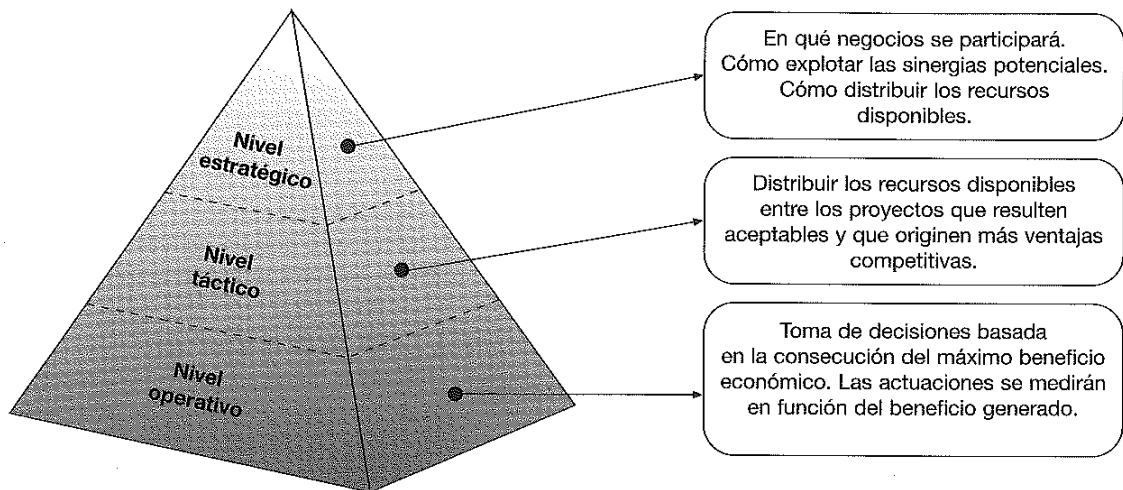 Nivel
estratégico
En qué negocios se participará.
Cómo explotar las sinergias potenciales.
Cómo distribuir los recursos
disponibles.
Nivel
táctico
Distribuir los recursos disponibles
entre los proyectos que resulten
aceptables y que originen más ventajas
competitivas.
Nivel
operativo
Toma de decisiones basada
en la consecución del máximo beneficio
económico. Las actuaciones se medirán
en función del beneficio generado.